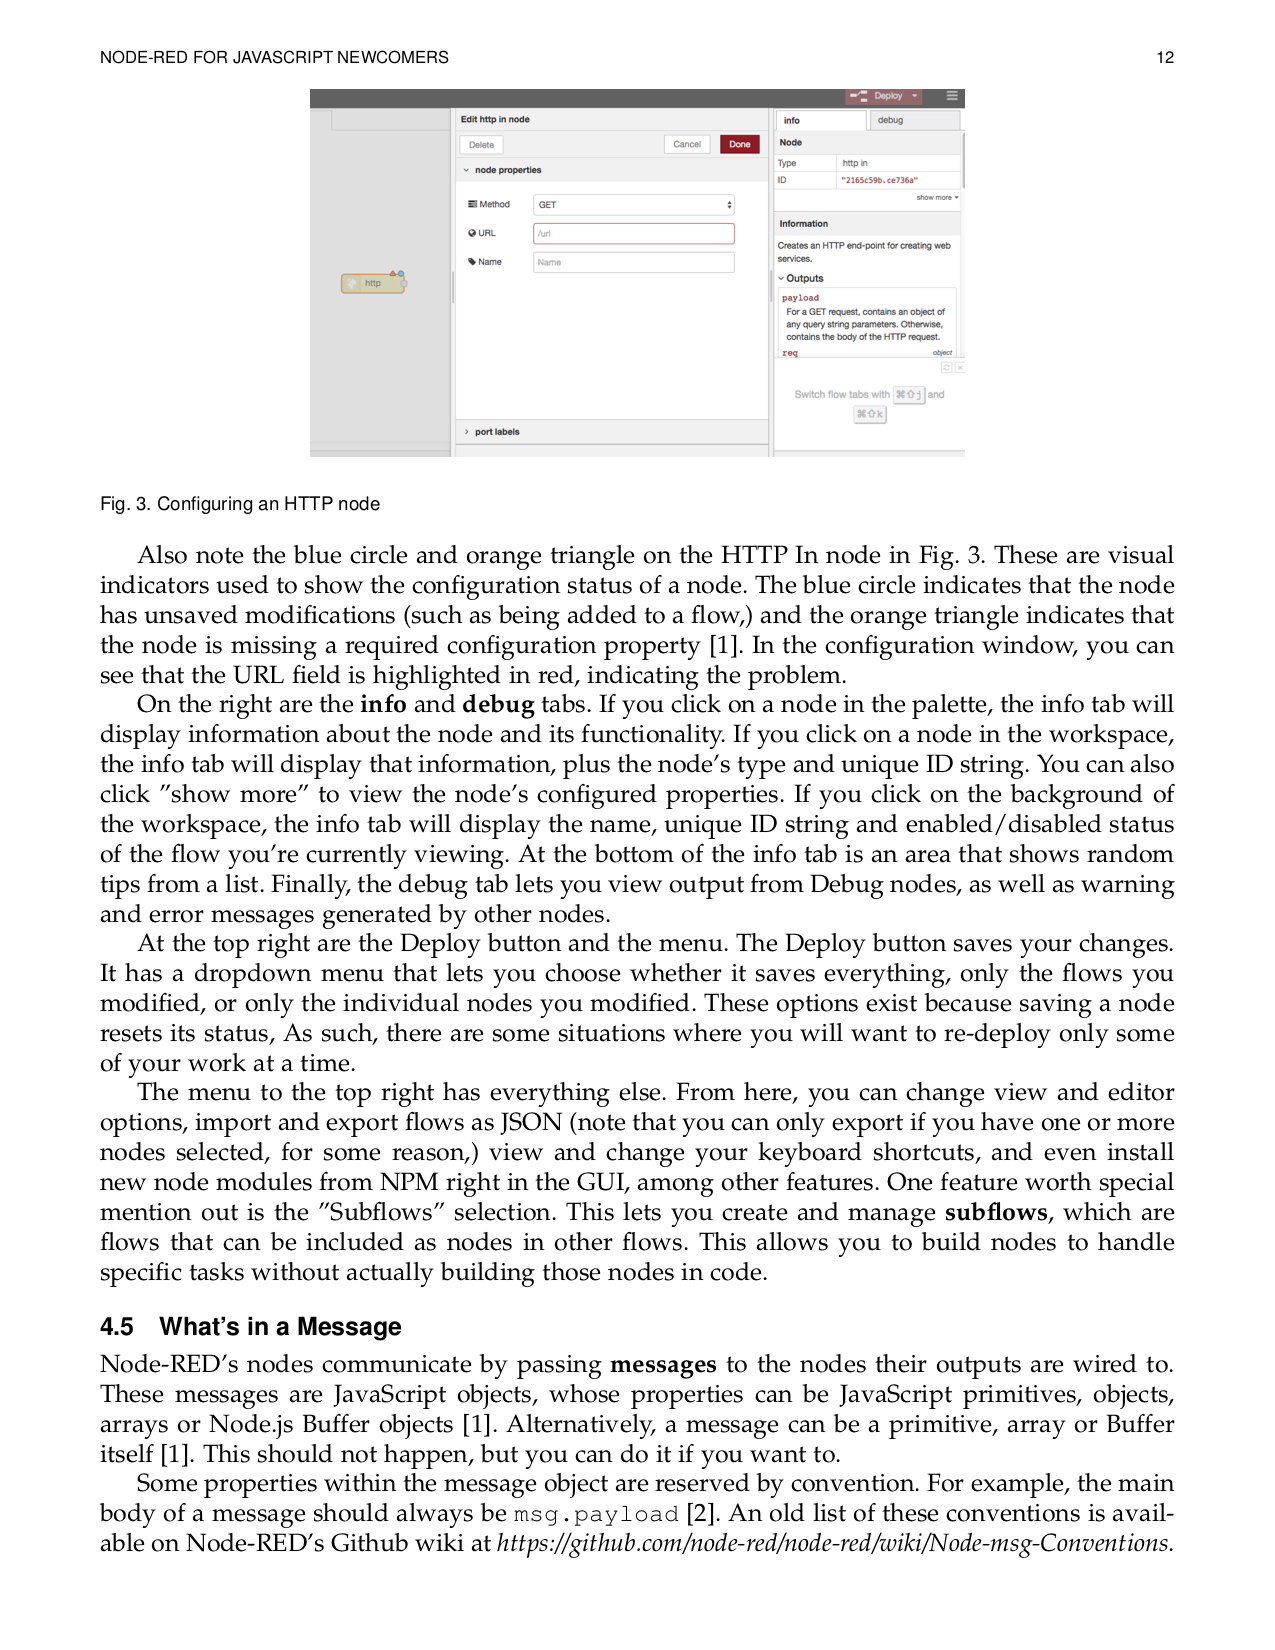 NODE-RED FOR JAVASCRIPT NEWCOMERS 12
Deploy
Edit http in node
Delete Cancel Done
node properties
Method GET
URL /url
Name Name
port labels
http
info debug
Node
Type http in
ID "2165c59b.ce736a"
show more
Information
Creates an HTTP end-point for creating web
services.
Outputs
payload
For a GET request, contains an object of
any query string parameters. Otherwise,
contains the body of the HTTP request.
req object
Switch flow tabs with ⌘⇧j and
⌘⇧k
Fig. 3. Configuring an HTTP node
Also note the blue circle and orange triangle on the HTTP In node in Fig. 3. These are visual
indicators used to show the configuration status of a node. The blue circle indicates that the node
has unsaved modifications (such as being added to a flow,) and the orange triangle indicates that
the node is missing a required configuration property [1]. In the configuration window, you can
see that the URL field is highlighted in red, indicating the problem.
On the right are the info and debug tabs. If you click on a node in the palette, the info tab will
display information about the node and its functionality. If you click on a node in the workspace,
the info tab will display that information, plus the node's type and unique ID string. You can also
click ”show more” to view the node's configured properties. If you click on the background of
the workspace, the info tab will display the name, unique ID string and enabled/disabled status
of the flow you're currently viewing. At the bottom of the info tab is an area that shows random
tips from a list. Finally, the debug tab lets you view output from Debug nodes, as well as warning
and error messages generated by other nodes.
At the top right are the Deploy button and the menu. The Deploy button saves your changes.
It has a dropdown menu that lets you choose whether it saves everything, only the flows you
modified, or only the individual nodes you modified. These options exist because saving a node
resets its status, As such, there are some situations where you will want to re-deploy only some
of your work at a time.
The menu to the top right has everything else. From here, you can change view and editor
options, import and export flows as JSON (note that you can only export if you have one or more
nodes selected, for some reason,) view and change your keyboard shortcuts, and even install
new node modules from NPM right in the GUI, among other features. One feature worth special
mention out is the ”Subflows” selection. This lets you create and manage subflows, which are
flows that can be included as nodes in other flows. This allows you to build nodes to handle
specific tasks without actually building those nodes in code.
4.5 What's in a Message
Node-RED's nodes communicate by passing messages to the nodes their outputs are wired to.
These messages are JavaScript objects, whose properties can be JavaScript primitives, objects,
arrays or Node.js Buffer objects [1]. Alternatively, a message can be a primitive, array or Buffer
itself [1]. This should not happen, but you can do it if you want to.
Some properties within the message object are reserved by convention. For example, the main
body of a message should always be msg.payload [2]. An old list of these conventions is avail-
able on Node-RED's Github wiki at https://github.com/node-red/node-red/wiki/Node-msg-Conventions.